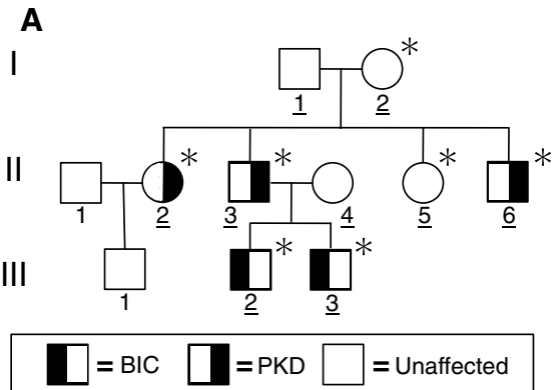 A
I
*
1 2
II
* * * *
1 2 3 4 5 6
III
* *
1 2 3
= BIC = PKD = Unaffected